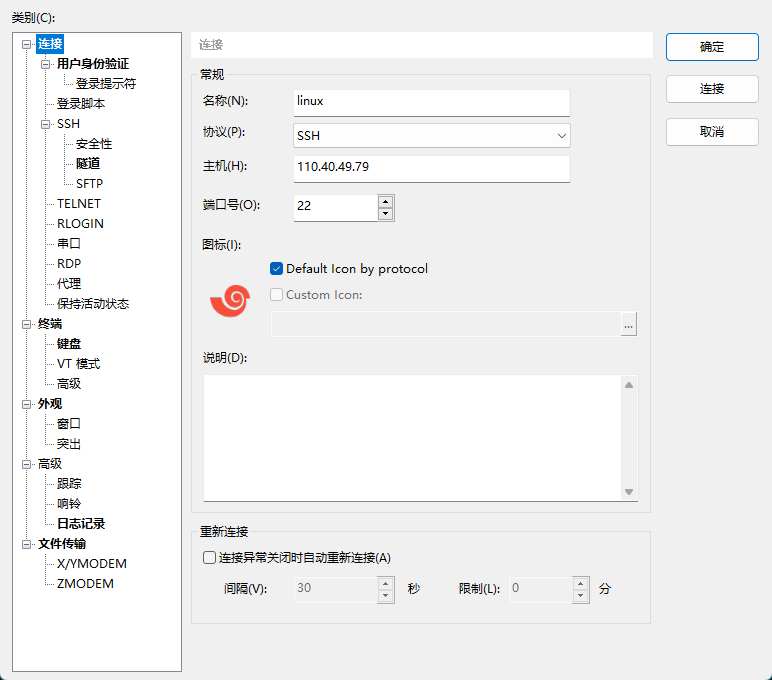 类别(C):
连接
用户身份验证
登录提示符
登录脚本
SSH
安全性
隧道
SFTP
TELNET
RLOGIN
串口
RDP
代理
保持活动状态
终端
键盘
VT 模式
高级
外观
窗口
突出
高级
跟踪
响铃
日志记录
文件传输
X/YMODEM
ZMODEM
连接
常规
名称(N): linux
协议(P): SSH
主机(H): 110.40.49.79
端口号(O): 22
图标(I):
Default Icon by protocol
Custom Icon:
...
说明(D):
重新连接
连接异常关闭时自动重新连接(A)
间隔(V): 30 秒 限制(L): 0 分
确定
连接
取消